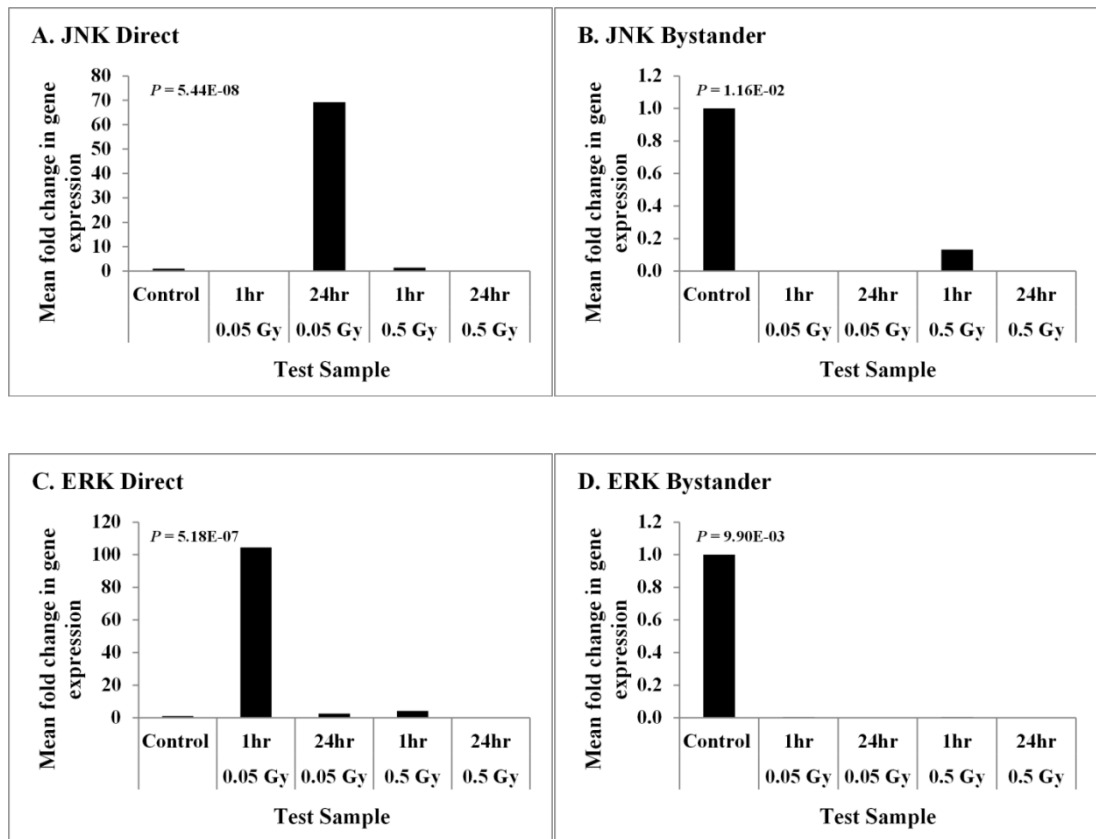 A. JNK Direct
Mean fold change in gene
expression
80
70
60
50
40
30
20
10
0
P = 5.44E-08
Control 1hr 24hr 1hr 24hr
0.05 Gy 0.05 Gy 0.5 Gy 0.5 Gy
Test Sample
B. JNK Bystander
Mean fold change in gene
expression
1.2
1.0
0.8
0.6
0.4
0.2
0.0
P = 1.16E-02
Control 1hr 24hr 1hr 24hr
0.05 Gy 0.05 Gy 0.5 Gy 0.5 Gy
Test Sample
C. ERK Direct
Mean fold change in gene
expression
120
100
80
60
40
20
0
P = 5.18E-07
Control 1hr 24hr 1hr 24hr
0.05 Gy 0.05 Gy 0.5 Gy 0.5 Gy
Test Sample
D. ERK Bystander
Mean fold change in gene
expression
1.2
1.0
0.8
0.6
0.4
0.2
0.0
P = 9.90E-03
Control 1hr 24hr 1hr 24hr
0.05 Gy 0.05 Gy 0.5 Gy 0.5 Gy
Test Sample